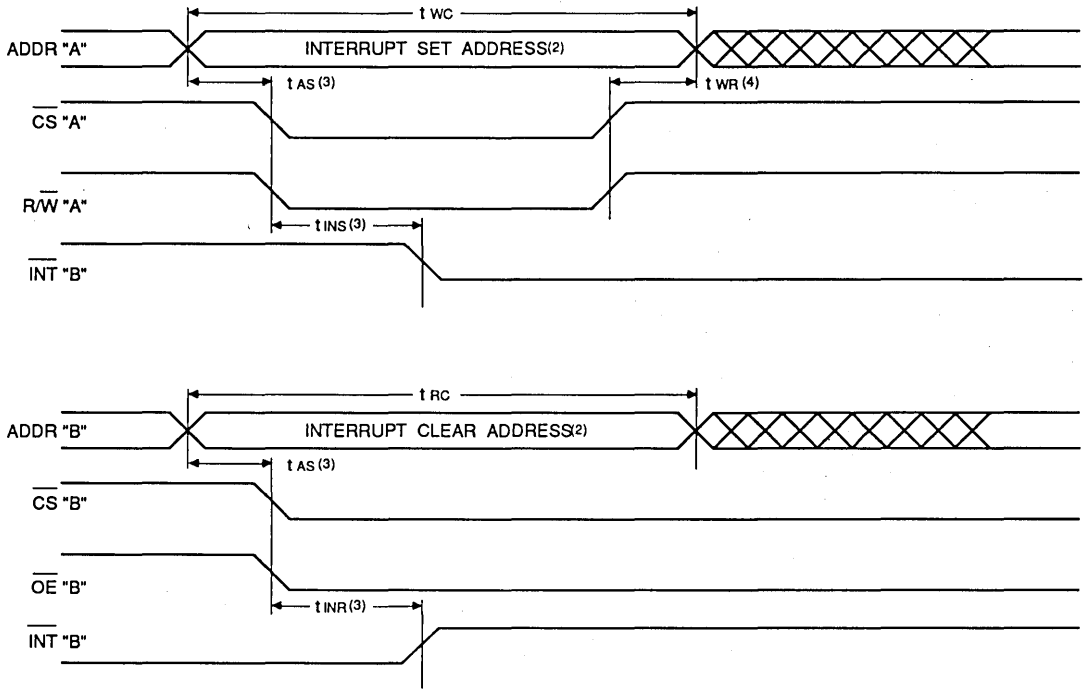 t WC
ADDR "A"
INTERRUPT SET ADDRESS(2)
t AS (3)
t WR (4)
CS "A"
R/W "A"
t INS (3)
INT "B"
t RC
ADDR "B"
INTERRUPT CLEAR ADDRESS(2)
t AS (3)
CS "B"
OE "B"
t INR (3)
INT "B"